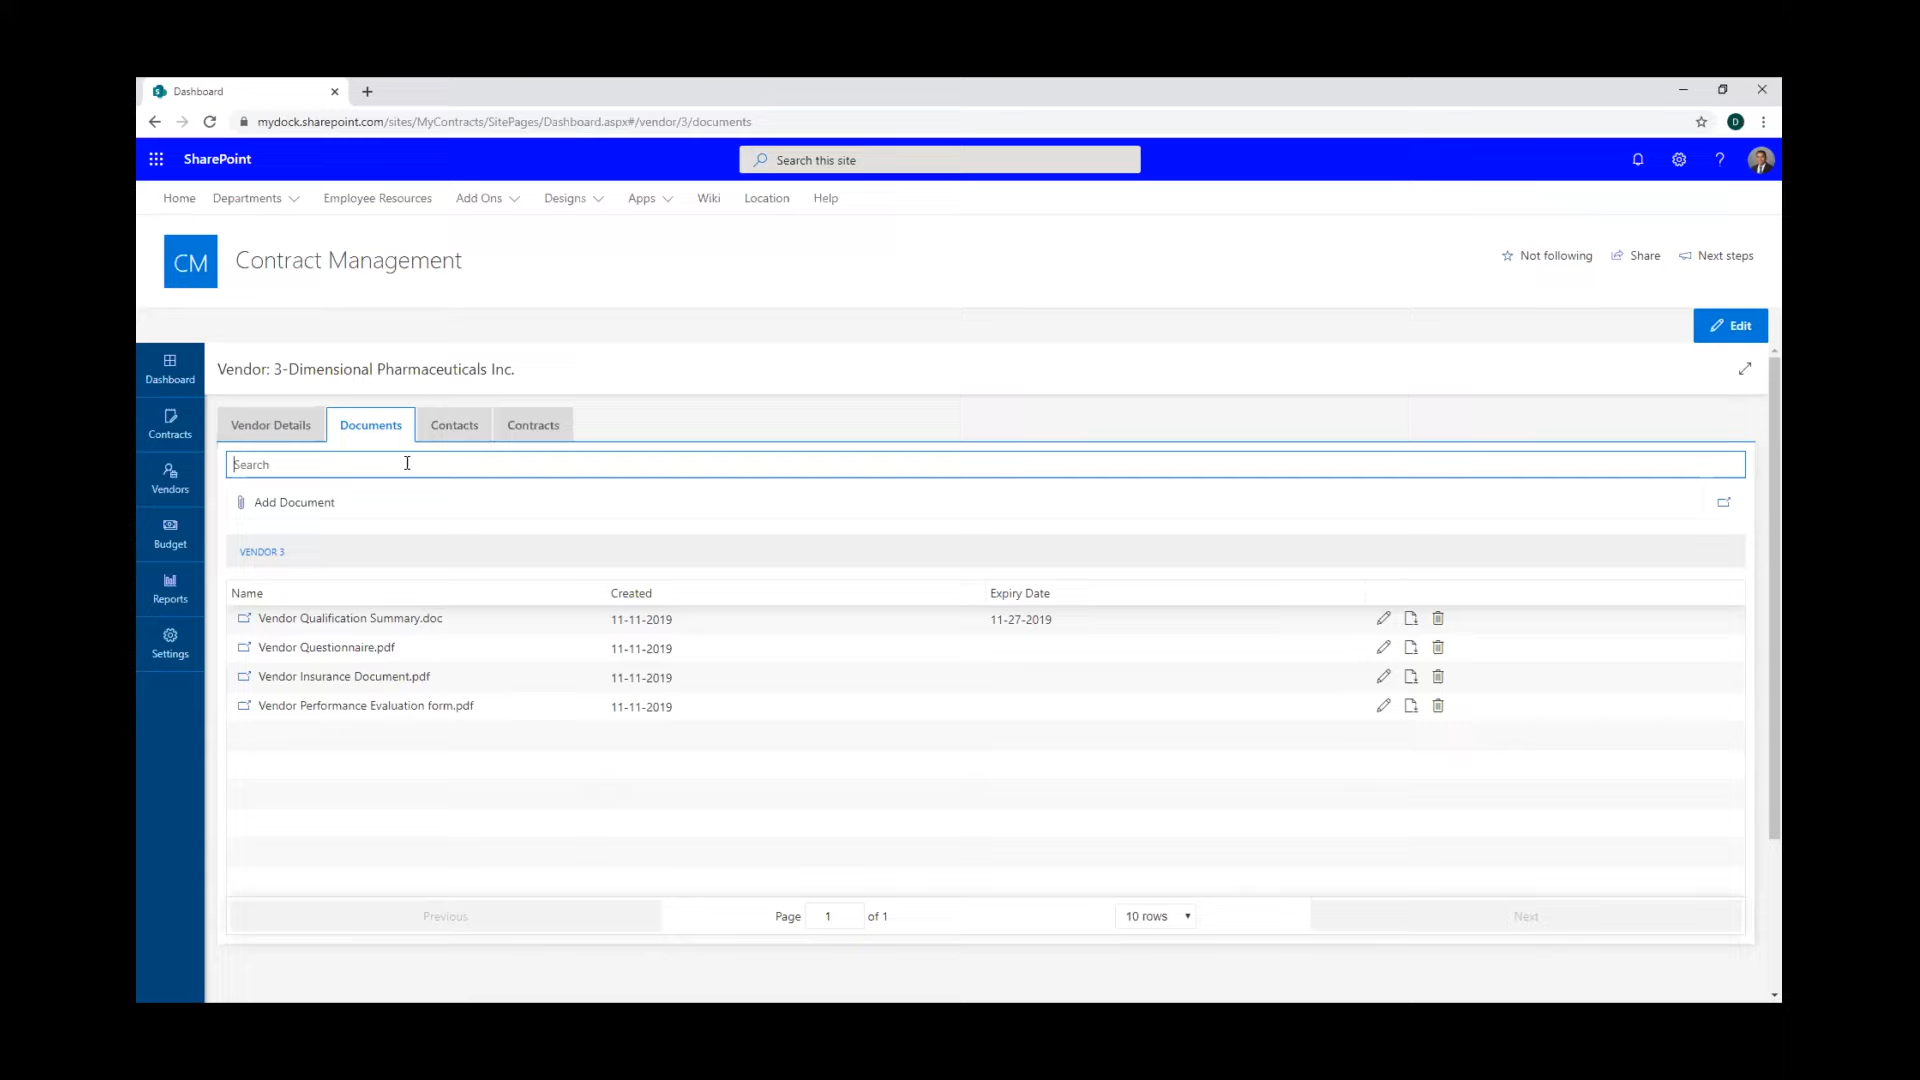 Dashboard
mydock.sharepoint.com/sites/MyContracts/SitePages/Dashboard.aspx#/vendor/3/documents
D
SharePoint
Search this site
Home Departments Employee Resources Add Ons Designs Apps Wiki Location Help
CM Contract Management
Not following Share Next steps
Edit
Dashboard
Contracts
Vendors
Budget
Reports
Settings
Vendor: 3-Dimensional Pharmaceuticals Inc.
Vendor Details Documents Contacts Contracts
Search
Add Document
VENDOR 3
Name Created Expiry Date
Vendor Qualification Summary.doc 11-11-2019 11-27-2019
Vendor Questionnaire.pdf 11-11-2019
Vendor Insurance Document.pdf 11-11-2019
Vendor Performance Evaluation form.pdf 11-11-2019
Previous Page 1 of 1 10 rows Next